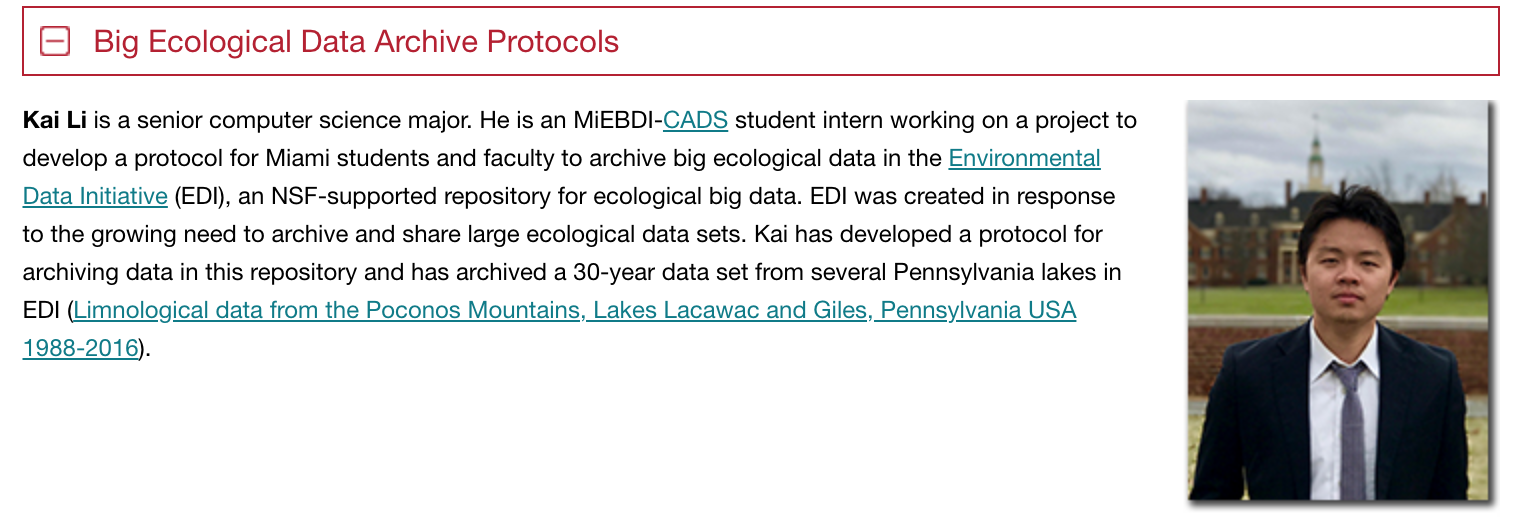 Big Ecological Data Archive Protocols
Kai Li is a senior computer science major. He is an MiEBDI-CADS student intern working on a project to
develop a protocol for Miami students and faculty to archive big ecological data in the Environmental
Data Initiative (EDI), an NSF-supported repository for ecological big data. EDI was created in response
to the growing need to archive and share large ecological data sets. Kai has developed a protocol for
archiving data in this repository and has archived a 30-year data set from several Pennsylvania lakes in
EDI (Limnological data from the Poconos Mountains, Lakes Lacawac and Giles, Pennsylvania USA
1988-2016).